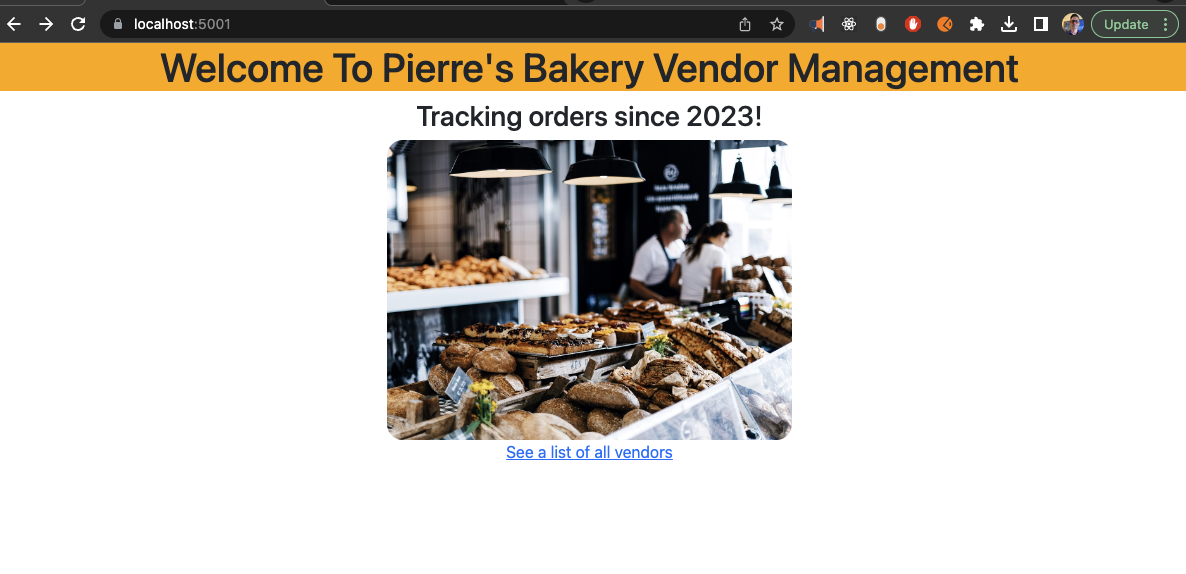 localhost:5001
Update
Welcome To Pierre's Bakery Vendor Management
Tracking orders since 2023!
See a list of all vendors